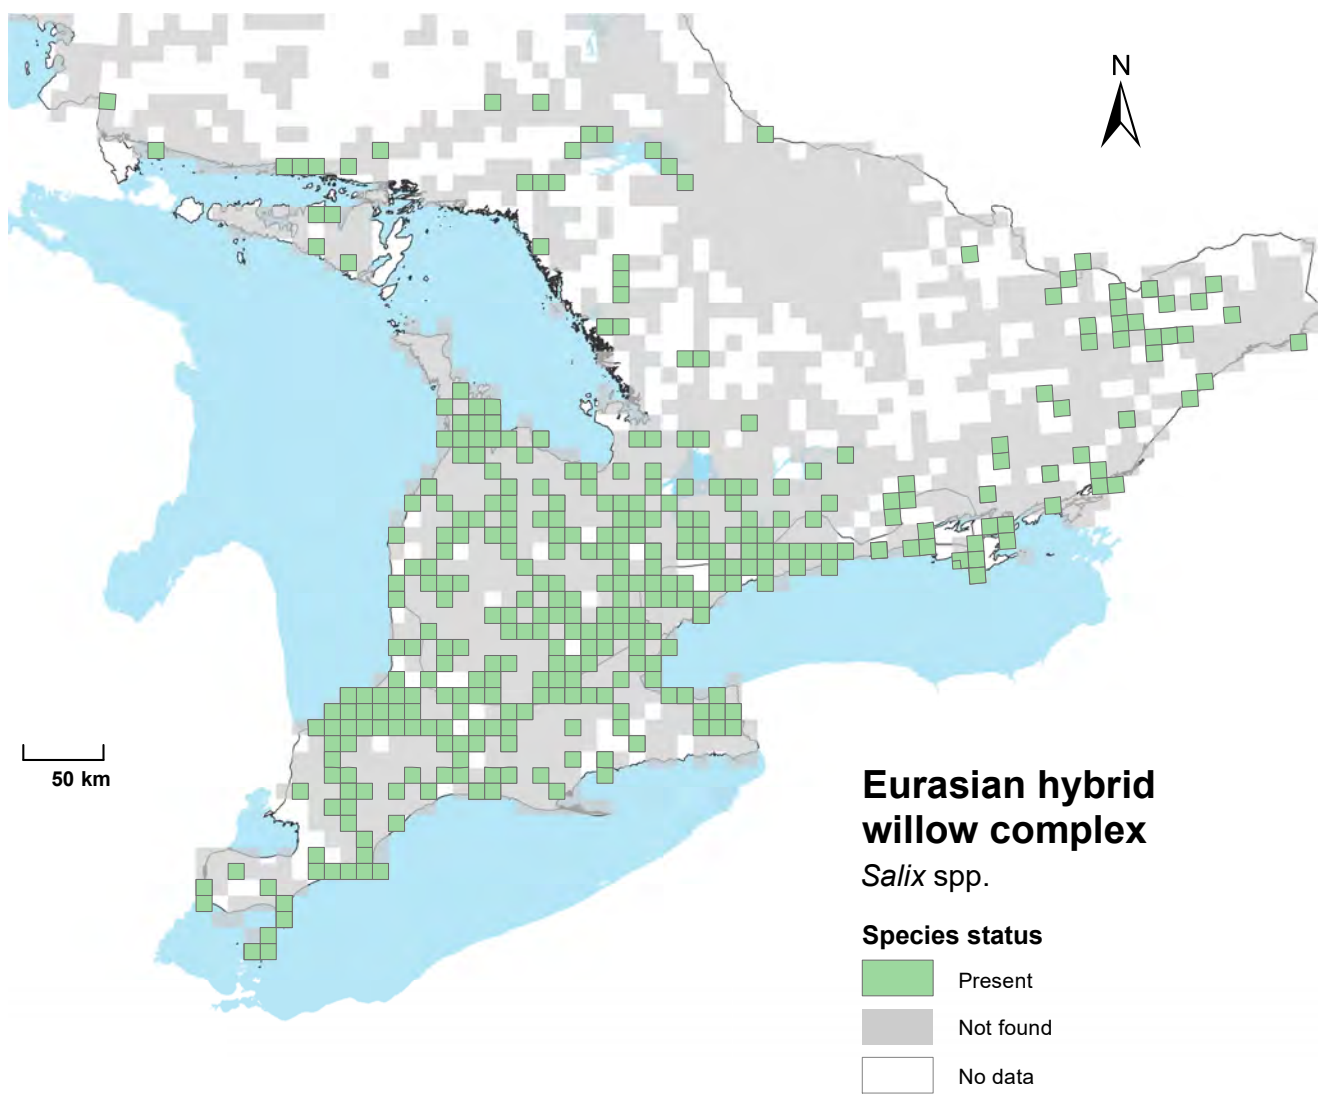 N
50 km
Eurasian hybrid
willow complex
Salix spp.
Species status
Present
Not found
No data